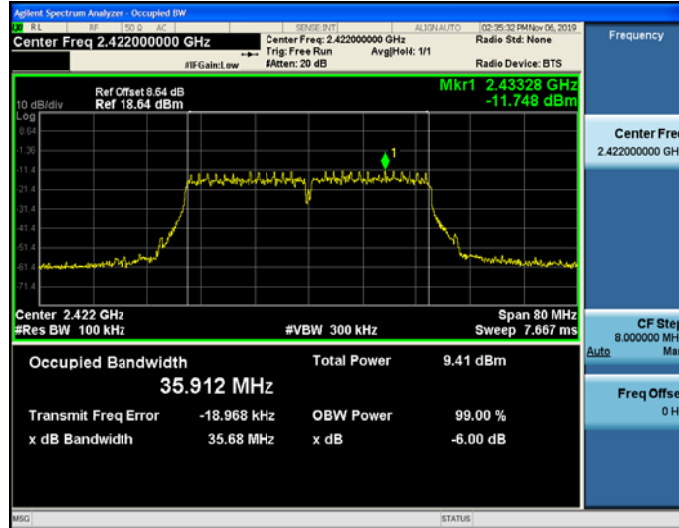 Agilent Spectrum Analyzer - Occupied BW
RL RF 50 Ω AC SENSE:INT ALIGN AUTO 02:35:32 PM Nov 06, 2019
Center Freq 2.422000000 GHz
Center Freq: 2.422000000 GHz
Radio Std: None
Trig: Free Run Avg|Hold: 1/1
#IFGain:Low #Atten: 20 dB Radio Device: BTS
Frequency
Ref Offset 8.64 dB
Ref 18.64 dBm
10 dB/div
Log
Mkr1 2.43328 GHz
-11.748 dBm
8.64
-1.36
-11.4
-21.4
-31.4
-41.4
-51.4
-61.4
-71.4
1
Center 2.422 GHz Span 80 MHz
#Res BW 100 kHz #VBW 300 kHz Sweep 7.667 ms
Occupied Bandwidth Total Power 9.41 dBm
35.912 MHz
Transmit Freq Error -18.968 kHz OBW Power 99.00 %
x dB Bandwidth 35.68 MHz x dB -6.00 dB
Center Fre
2.422000000 GH
CF Ste
8.000000 MH
Auto Ma
Freq Offse
0 H
MSG STATUS